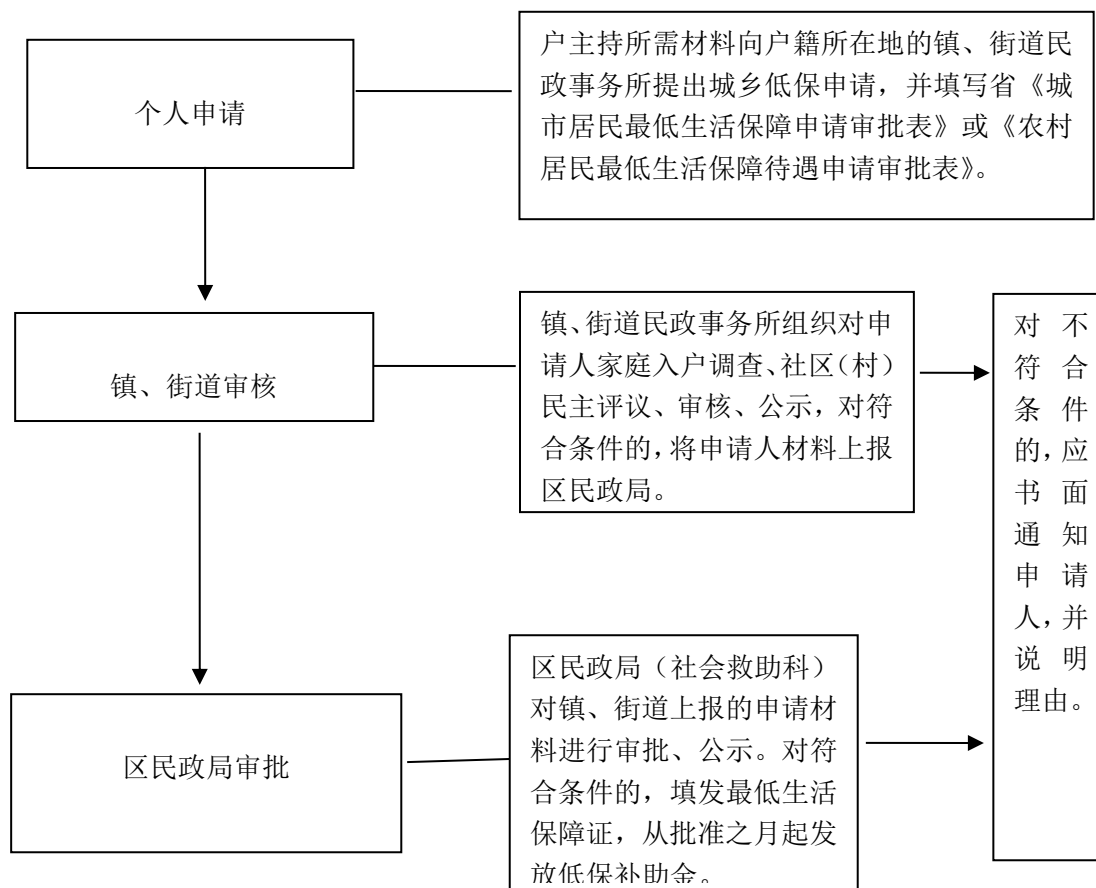 个人申请
户主持所需材料向户籍所在地的镇、街道民
政事务所提出城乡低保申请，并填写省《城
市居民最低生活保障申请审批表》或《农村
居民最低生活保障待遇申请审批表》。
镇、街道审核
镇、街道民政事务所组织对申
请人家庭入户调查、社区（村）
民主评议、审核、公示，对符
合条件的，将申请人材料上报
区民政局。
对不
符合
条件
的，应
书面
通知
申请
人，并
说明
理由。
区民政局审批
区民政局（社会救助科）
对镇、街道上报的申请材
料进行审批、公示。对符
合条件的，填发最低生活
保障证，从批准之月起发
放低保补助金。